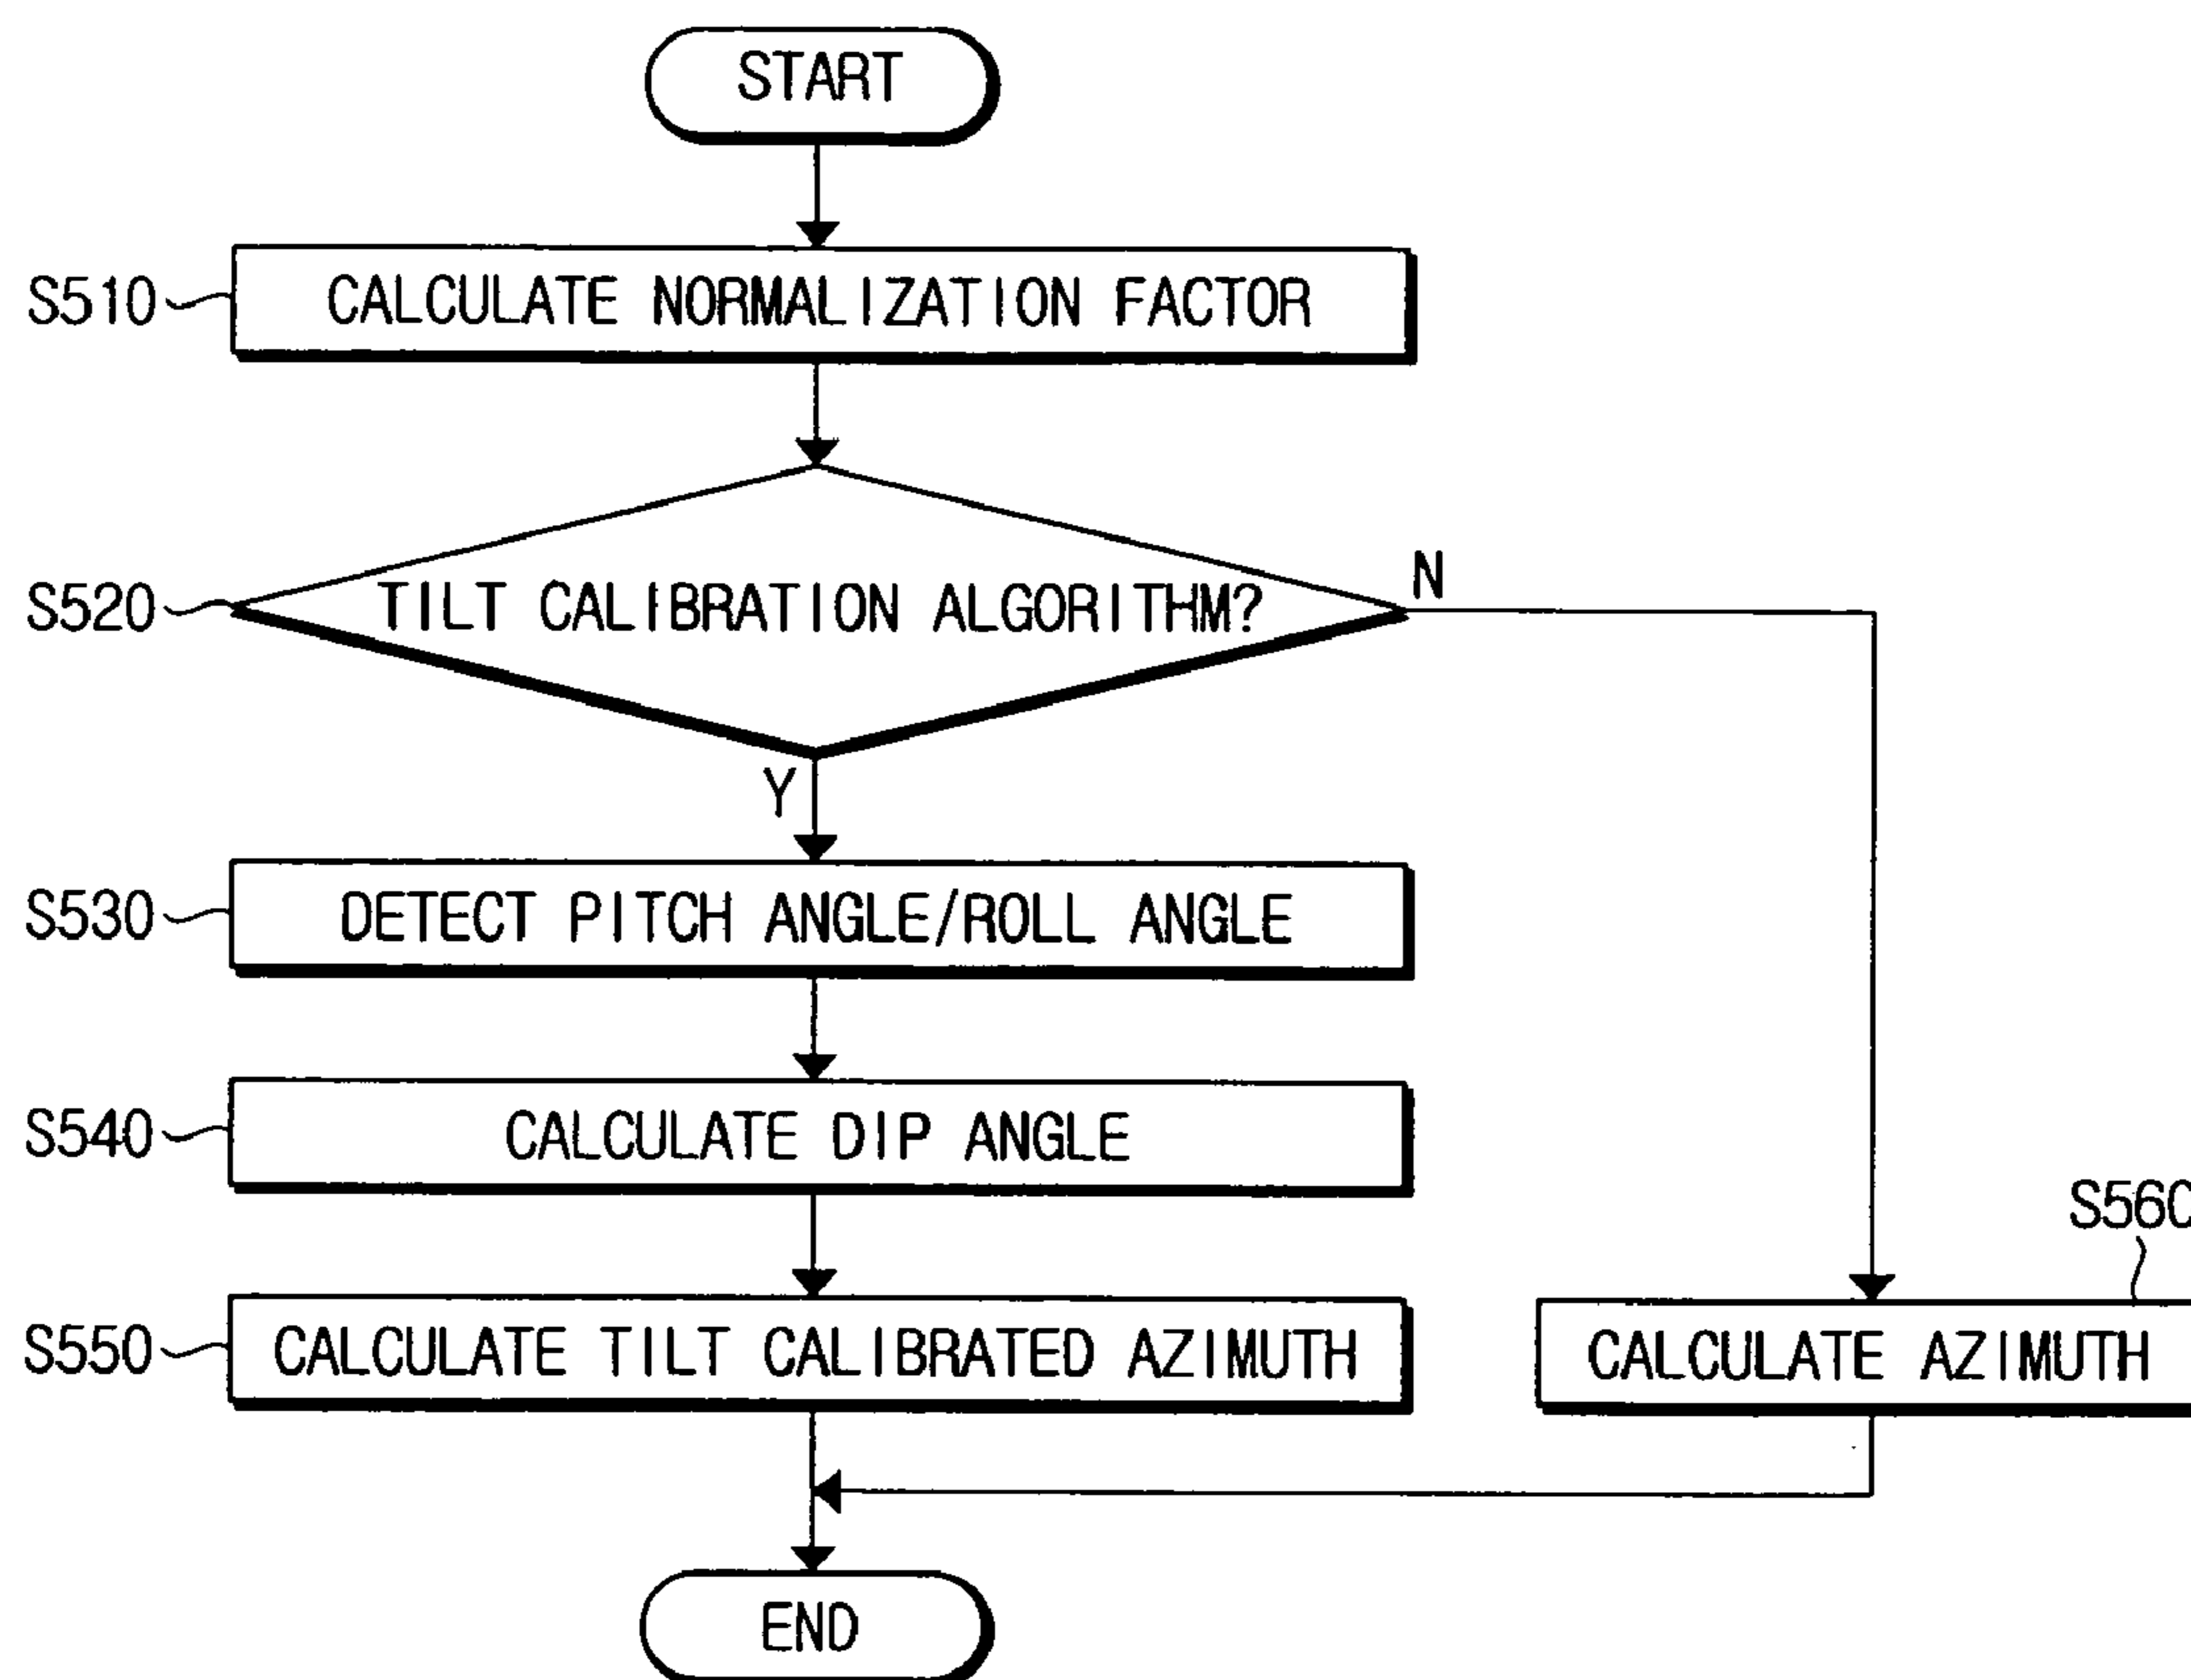 START
S510
CALCULATE NORMALIZATION FACTOR
S520
TILT CALIBRATION ALGORITHM?
N
Y
S530
DETECT PITCH ANGLE/ROLL ANGLE
S540
CALCULATE DIP ANGLE
S560
S550
CALCULATE TILT CALIBRATED AZIMUTH
CALCULATE AZIMUTH
END